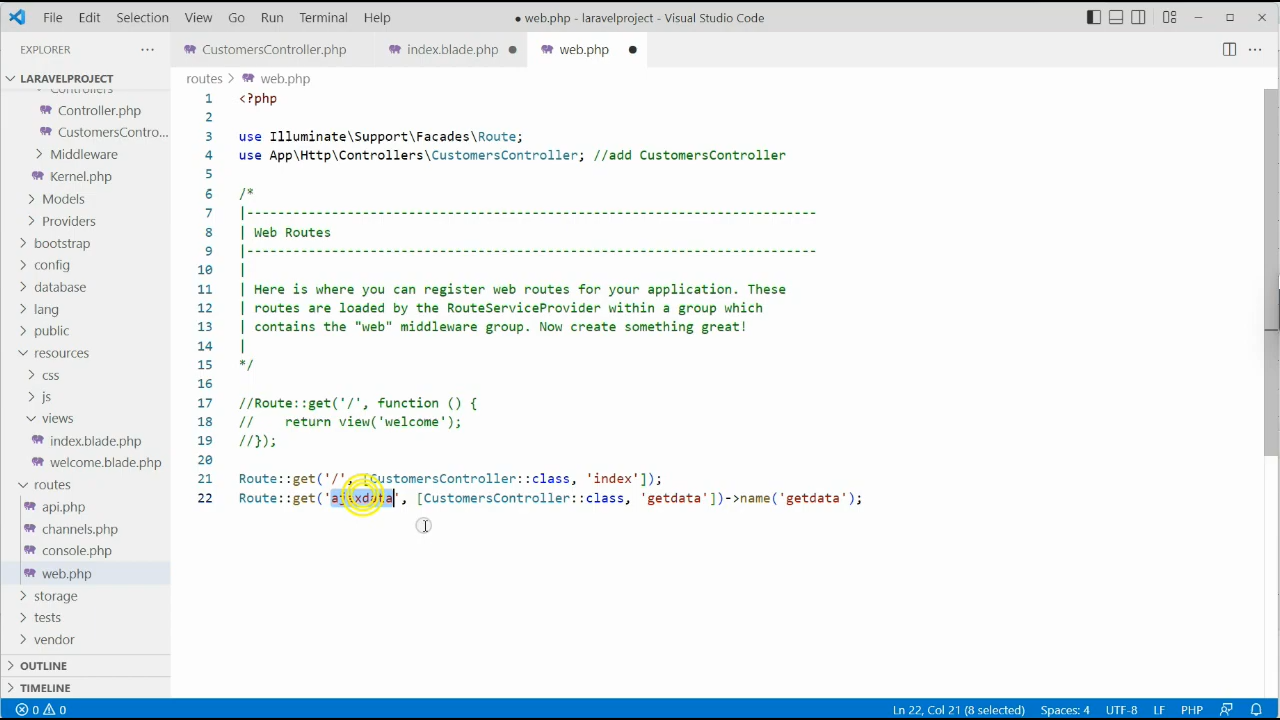 File Edit Selection View Go Run Terminal Help
● web.php - laravelproject - Visual Studio Code
EXPLORER
CustomersController.php
index.blade.php
web.php
LARAVELPROJECT
routes > web.php
Controllers
Controller.php
CustomersContro...
Middleware
Kernel.php
Models
Providers
bootstrap
config
database
lang
public
resources
css
js
views
index.blade.php
welcome.blade.php
routes
api.php
channels.php
console.php
web.php
storage
tests
vendor
OUTLINE
TIMELINE
1 <?php
2
3 use Illuminate\Support\Facades\Route;
4 use App\Http\Controllers\CustomersController; //add CustomersController
5
6 /*
7 |---------------------------------------------------------------------------
8 | Web Routes
9 |---------------------------------------------------------------------------
10 |
11 | Here is where you can register web routes for your application. These
12 | routes are loaded by the RouteServiceProvider within a group which
13 | contains the "web" middleware group. Now create something great!
14 |
15 */
16
17 //Route::get('/', function () {
18 //    return view('welcome');
19 //});
20
21 Route::get('/', [CustomersController::class, 'index']);
22 Route::get('ajaxdata', [CustomersController::class, 'getdata'])->name('getdata');
0 0
Ln 22, Col 21 (8 selected) Spaces: 4 UTF-8 LF PHP